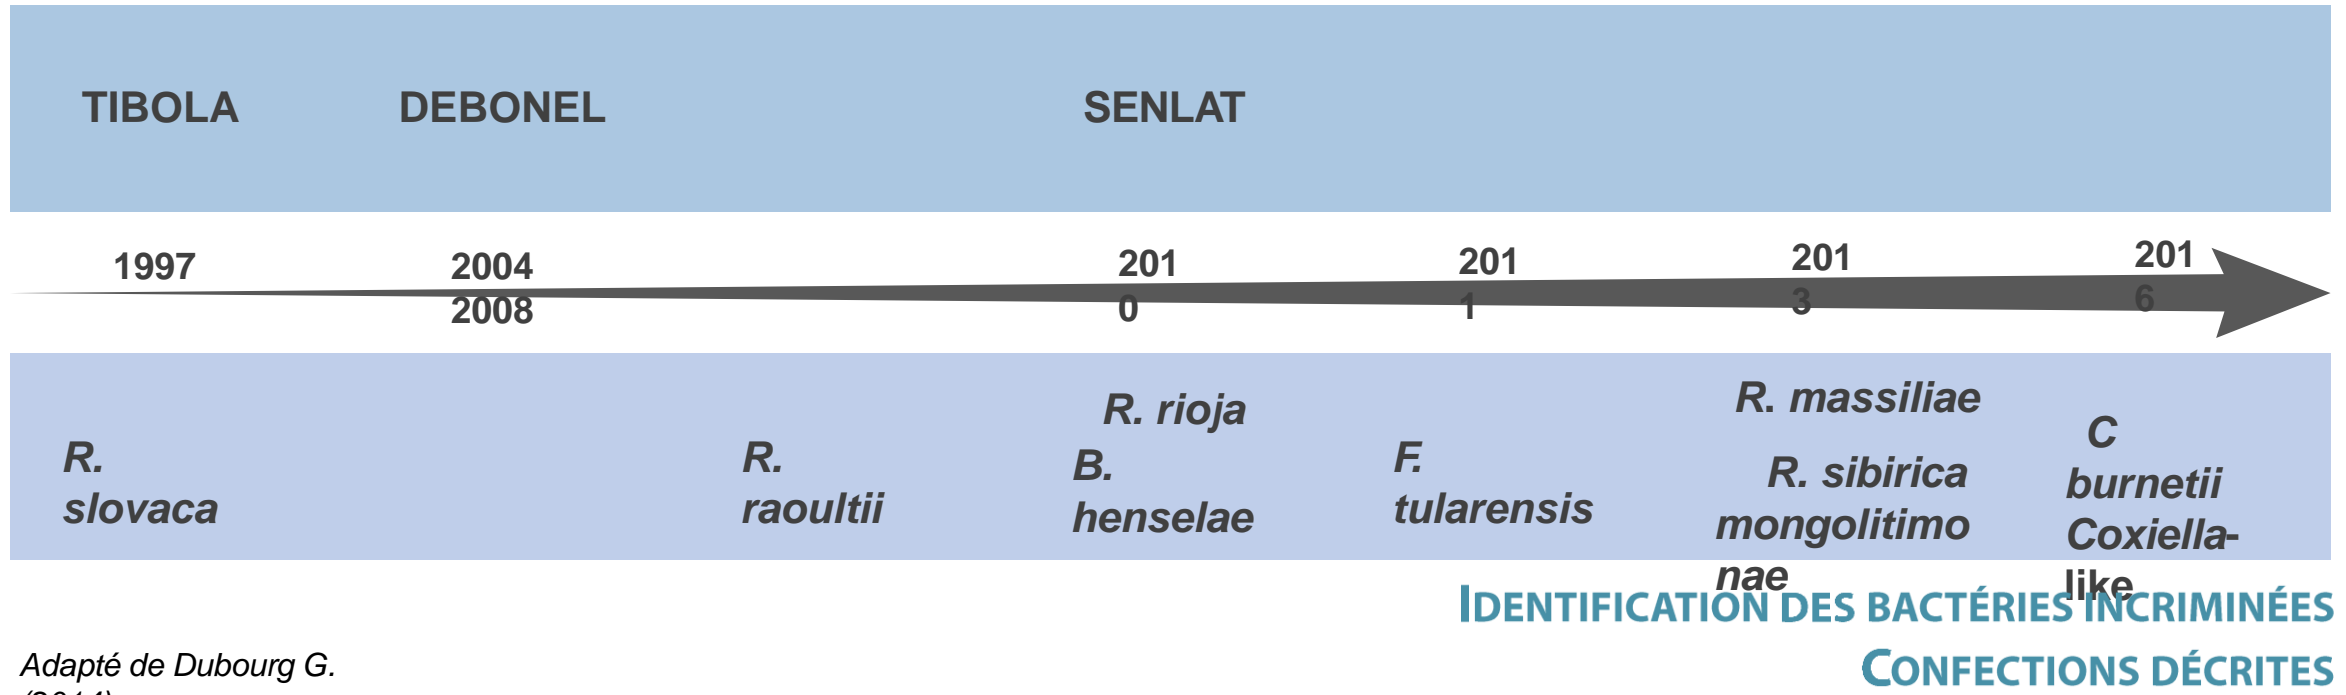 TIBOLA DEBONEL SENLAT
1997 2004 201 201 201 201
2008 0 1 3 6
R. slovaca
R. raoultii
R. rioja
B. henselae
F. tularensis
R. massiliae
R. sibirica
mongolitimo
nae
C
burnetii
Coxiella-
like
IDENTIFICATION DES BACTÉRIES INCRIMINÉES
CONFECTIONS DÉCRITES
Adapté de Dubourg G.